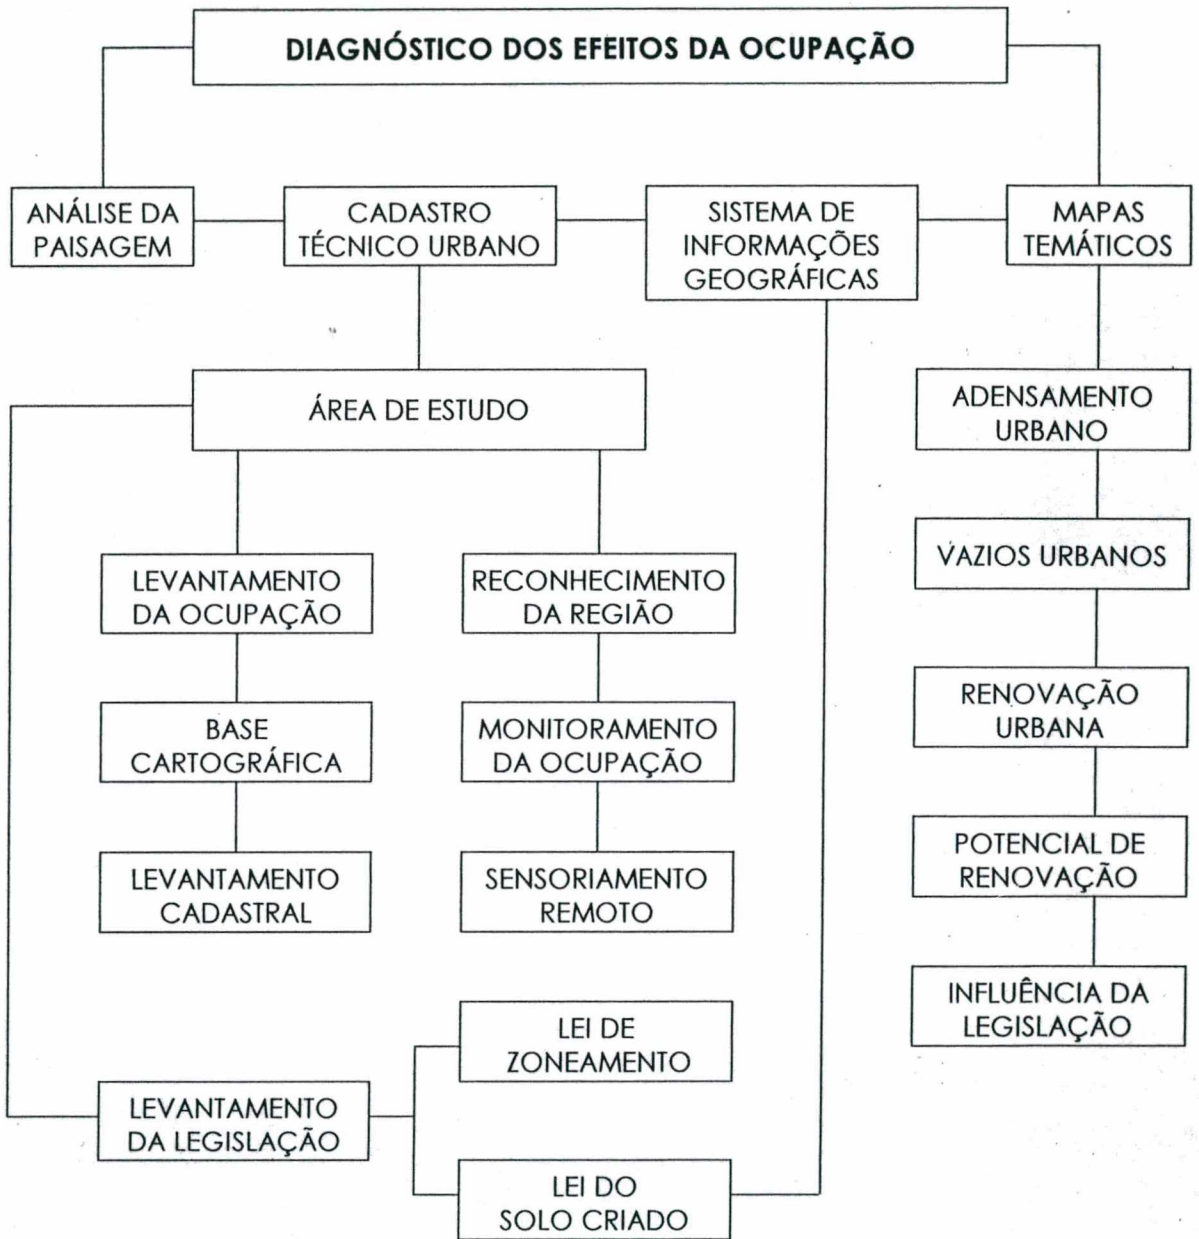 DIAGNÓSTICO DOS EFEITOS DA OCUPAÇÃO
ANÁLISE DA
PAISAGEM
CADASTRO
TÉCNICO URBANO
SISTEMA DE
INFORMAÇÕES
GEOGRÁFICAS
MAPAS
TEMÁTICOS
ÁREA DE ESTUDO
ADENSAMENTO
URBANO
VAZIOS URBANOS
LEVANTAMENTO
DA OCUPAÇÃO
RECONHECIMENTO
DA REGIÃO
RENOVAÇÃO
URBANA
BASE
CARTOGRÁFICA
MONITORAMENTO
DA OCUPAÇÃO
POTENCIAL DE
RENOVAÇÃO
LEVANTAMENTO
CADASTRAL
SENSORIAMENTO
REMOTO
INFLUÊNCIA DA
LEGISLAÇÃO
LEI DE
ZONEAMENTO
LEVANTAMENTO
DA LEGISLAÇÃO
LEI DO
SOLO CRIADO